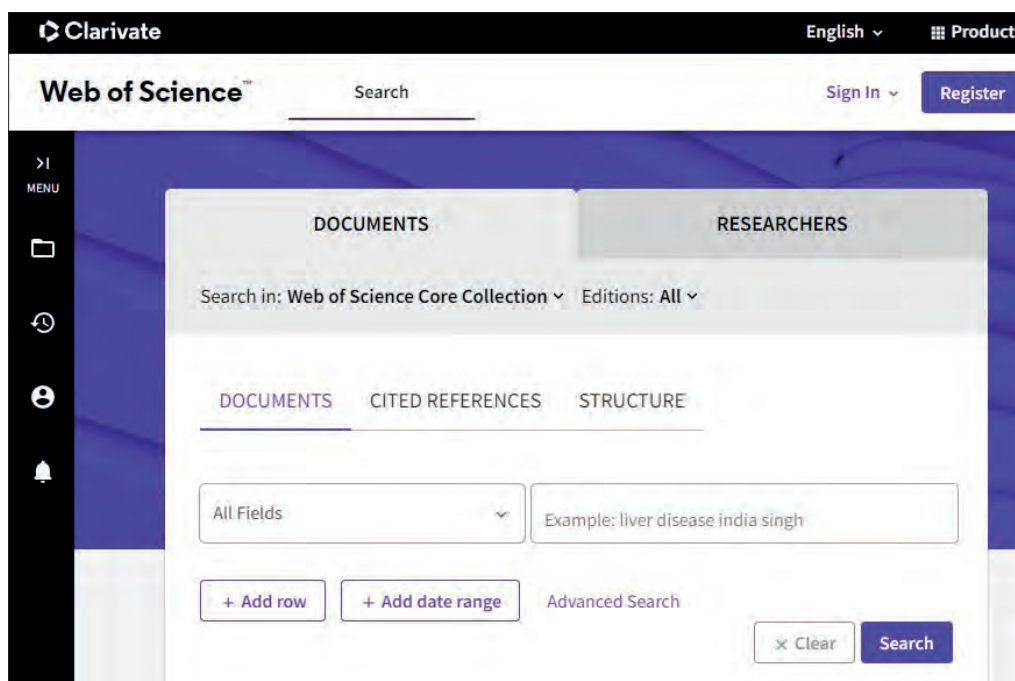 Clarivate
English
Product
Web of Science™
Search
Sign In
Register
MENU
DOCUMENTS
RESEARCHERS
Search in: Web of Science Core Collection Editions: All
DOCUMENTS
CITED REFERENCES
STRUCTURE
All Fields
Example: liver disease india singh
+ Add row
+ Add date range
Advanced Search
× Clear
Search